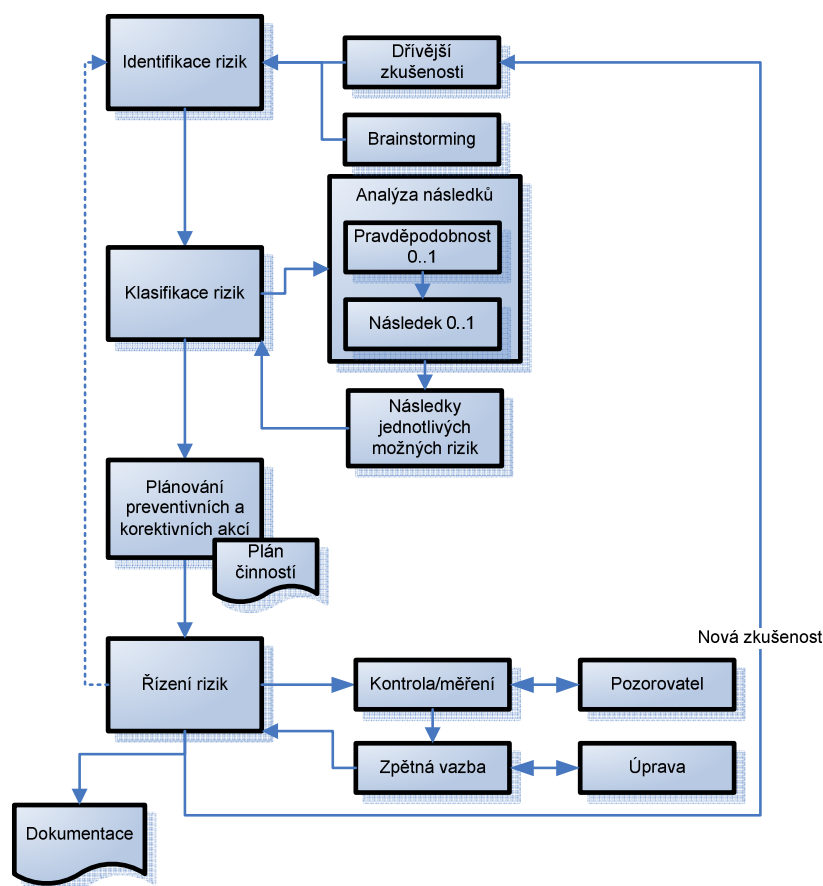 Identifikace rizik
Dřívější
zkušenosti
Brainstorming
Analýza následků
Pravděpodobnost
0..1
Klasifikace rizik
Následek 0..1
Následky
jednotlivých
možných rizik
Plánování
preventivních a
korektivních akcí
Plán
činností
Nová zkušenost
Řízení rizik
Kontrola/měření
Pozorovatel
Zpětná vazba
Úprava
Dokumentace